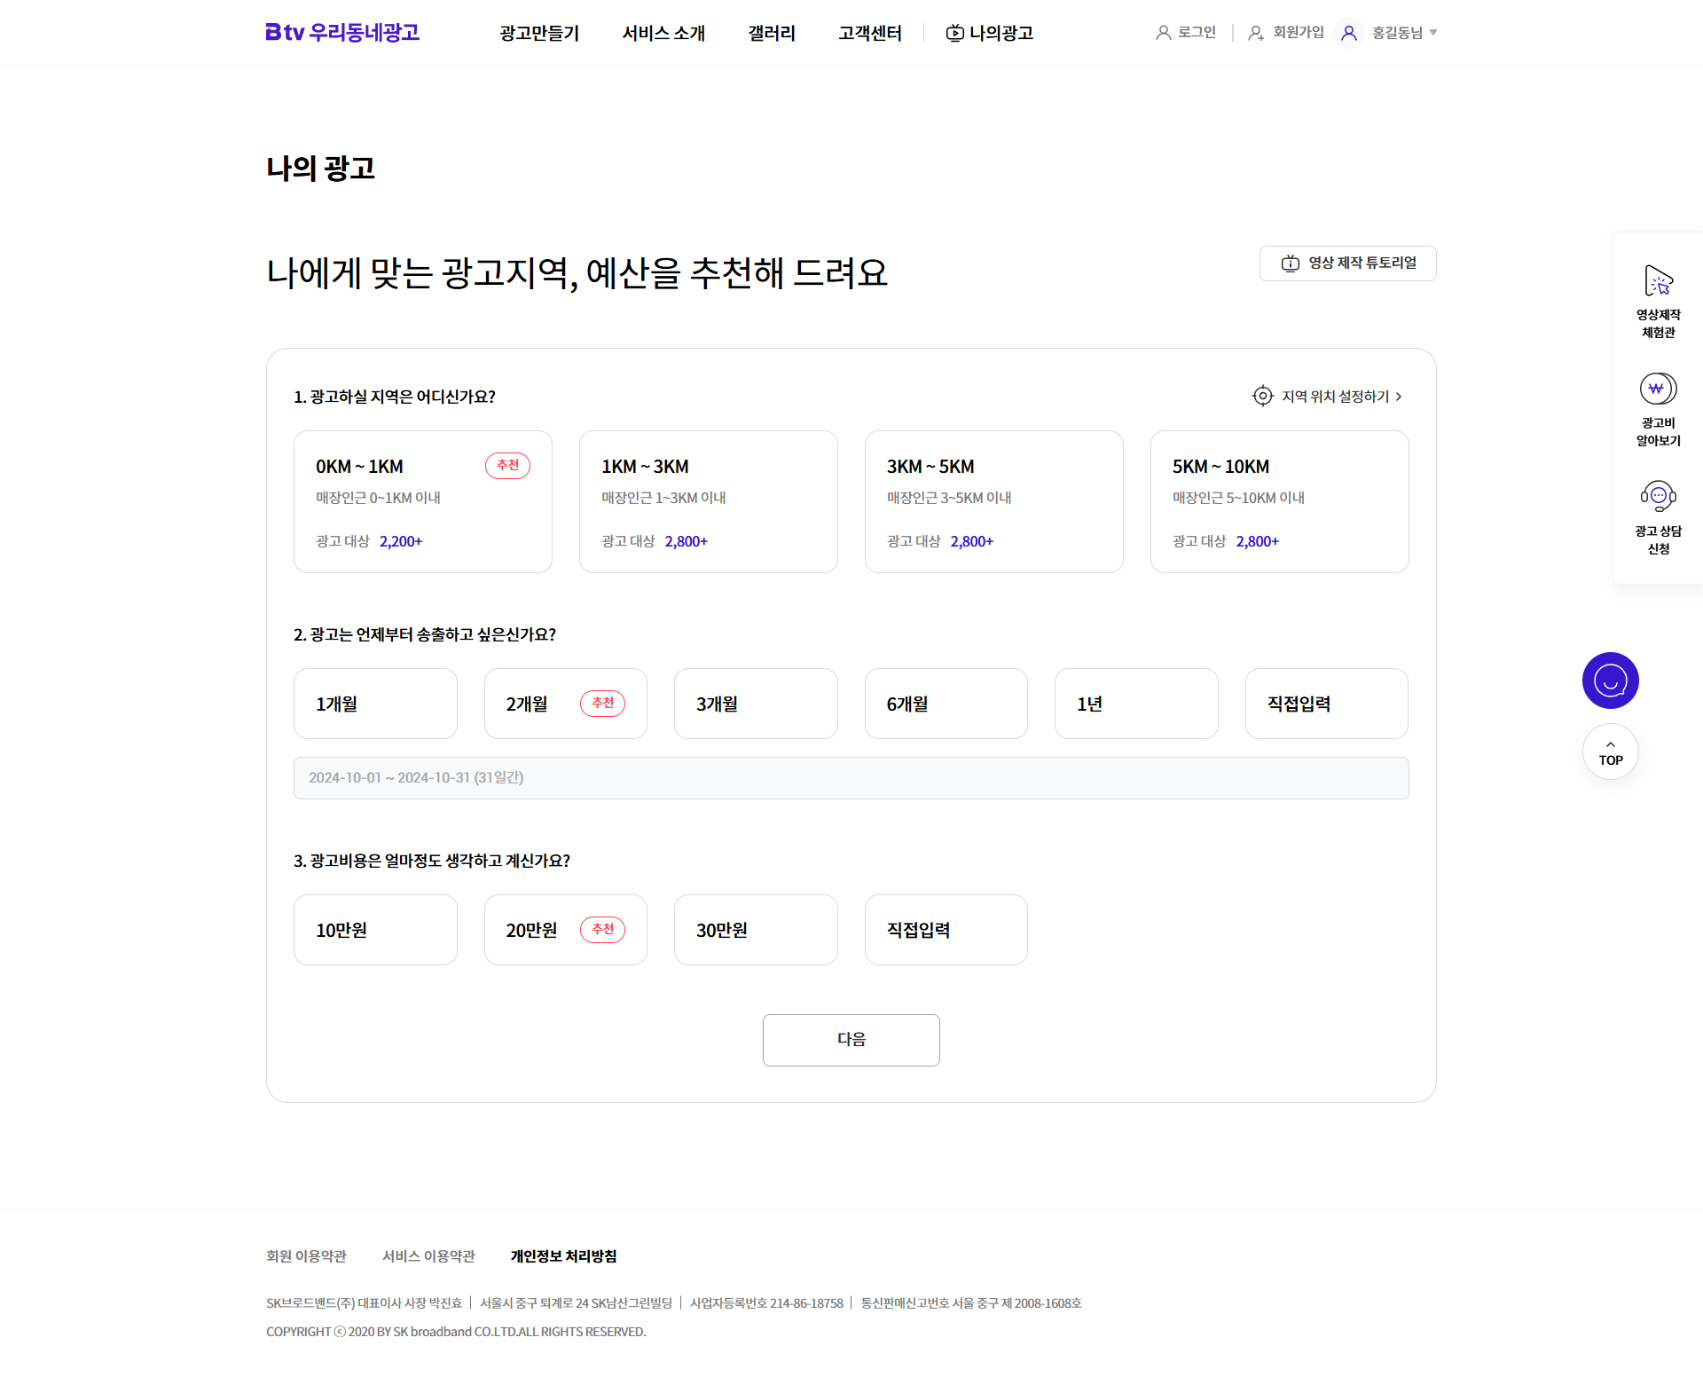 B tv 우리동네광고
광고만들기 서비스 소개 갤러리 고객센터 나의광고
로그인 회원가입 홍길동님
나의 광고
나에게 맞는 광고지역, 예산을 추천해 드려요
영상 제작 튜토리얼
영상제작
체험관
광고비
알아보기
광고 상담
신청
1. 광고하실 지역은 어디신가요?
지역 위치 설정하기
0KM ~ 1KM 추천
매장인근 0~1KM 이내
광고 대상 2,200+
1KM ~ 3KM
매장인근 1~3KM 이내
광고 대상 2,800+
3KM ~ 5KM
매장인근 3~5KM 이내
광고 대상 2,800+
5KM ~ 10KM
매장인근 5~10KM 이내
광고 대상 2,800+
2. 광고는 언제부터 송출하고 싶은신가요?
1개월
2개월 추천
3개월
6개월
1년
직접입력
TOP
2024-10-01 ~ 2024-10-31 (31일간)
3. 광고비용은 얼마정도 생각하고 계신가요?
10만원
20만원 추천
30만원
직접입력
다음
회원 이용약관 서비스 이용약관 개인정보 처리방침
SK브로드밴드(주) 대표이사 사장 박진효 서울시 중구 퇴계로 24 SK남산그린빌딩 사업자등록번호 214-86-18758 통신판매신고번호 서울 중구 제 2008-1608호
COPYRIGHT ⓒ 2020 BY SK broadband CO.LTD.ALL RIGHTS RESERVED.